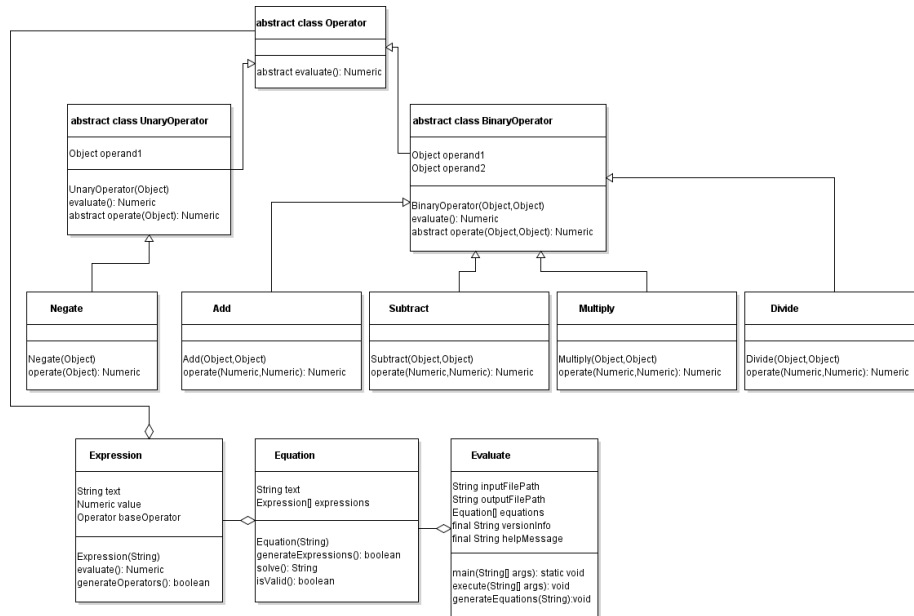 abstract class Operator
abstract evaluate(): Numeric
abstract class UnaryOperator
Object operand1
UnaryOperator(Object)
evaluate(): Numeric
abstract operate(Object): Numeric
abstract class BinaryOperator
Object operand1
Object operand2
BinaryOperator(Object,Object)
evaluate(): Numeric
abstract operate(Object,Object): Numeric
Negate
Negate(Object)
operate(Object): Numeric
Add
Add(Object,Object)
operate(Numeric,Numeric): Numeric
Subtract
Subtract(Object,Object)
operate(Numeric,Numeric): Numeric
Multiply
Multiply(Object,Object)
operate(Numeric,Numeric): Numeric
Divide
Divide(Object,Object)
operate(Numeric,Numeric): Numeric
Expression
String text
Numeric value
Operator baseOperator
Expression(String)
evaluate(): Numeric
generateOperators(): boolean
Equation
String text
Expression[] expressions
Equation(String)
generateExpressions(): boolean
solve(): String
isValid(): boolean
Evaluate
String inputFilePath
String outputFilePath
Equation[] equations
final String versionInfo
final String helpMessage
main(String[] args): static void
execute(String[] args): void
generateEquations(String):void